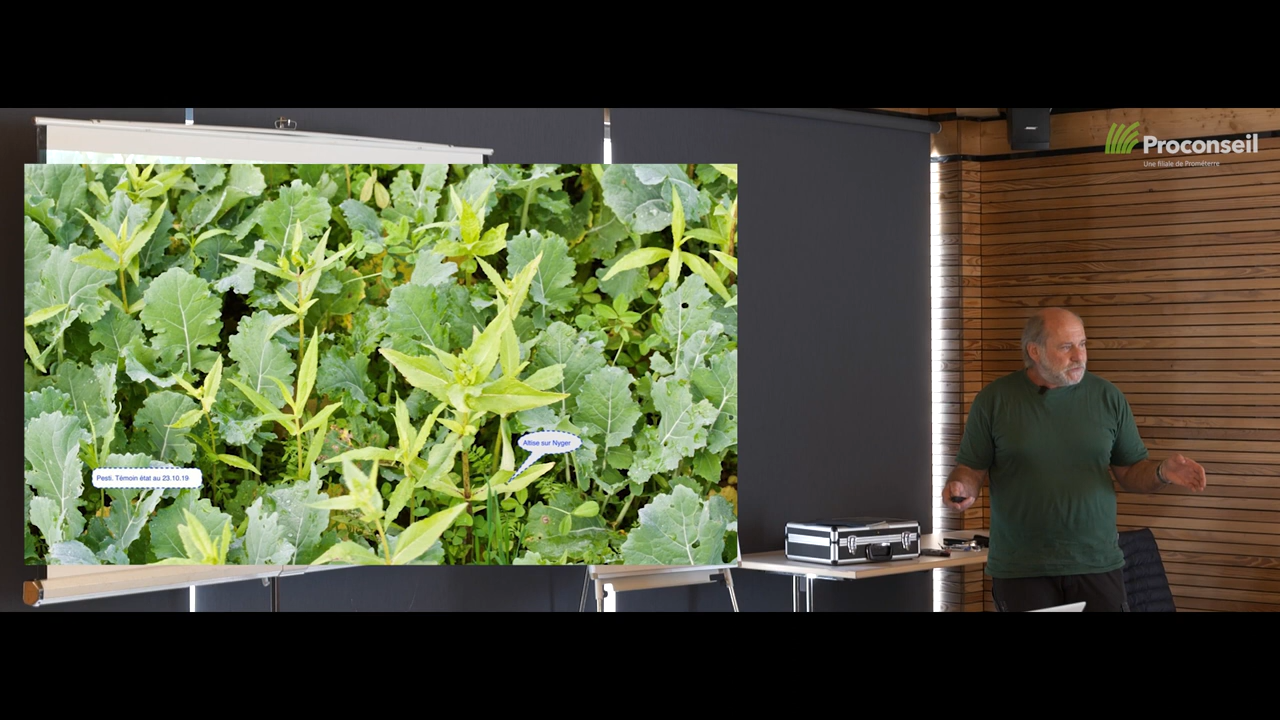 Proconseil
Une filiale de Prométerre
Altise sur Nyger
Pesti. Témoin état au 23.10.19